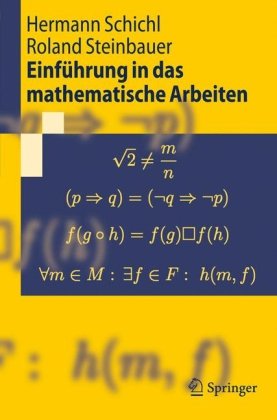 Hermann Schichl
Roland Steinbauer
Einführung in das
mathematische Arbeiten
√2 ≠ m/n
(p ⇒ q) = (¬q ⇒ ¬p)
f(g ∘ h) = f(g)□f(h)
∀m ∈ M : ∃f ∈ F : h(m, f)
f(h)
F : h(m, f)
Springer